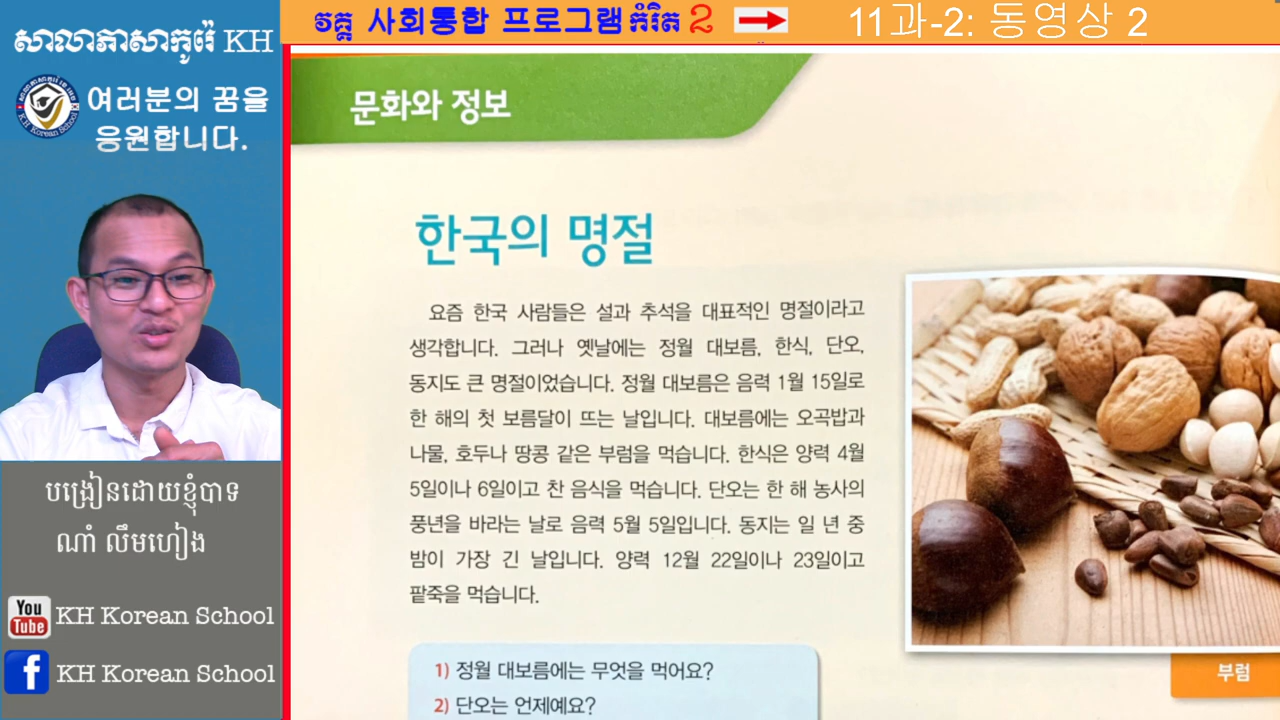 សាលាភាសាកូរ៉េ KH
여러분의 꿈을
응원합니다.
វគ្គ 사회통합 프로그램 កំរិត 2
11과-2: 동영상 2
문화와 정보
한국의 명절
요즘 한국 사람들은 설과 추석을 대표적인 명절이라고
생각합니다. 그러나 옛날에는 정월 대보름, 한식, 단오,
동지도 큰 명절이었습니다. 정월 대보름은 음력 1월 15일로
한 해의 첫 보름달이 뜨는 날입니다. 대보름에는 오곡밥과
나물, 호두나 땅콩 같은 부럼을 먹습니다. 한식은 양력 4월
5일이나 6일이고 찬 음식을 먹습니다. 단오는 한 해 농사의
풍년을 바라는 날로 음력 5월 5일입니다. 동지는 일 년 중
밤이 가장 긴 날입니다. 양력 12월 22일이나 23일이고
팥죽을 먹습니다.
1) 정월 대보름에는 무엇을 먹어요?
2) 단오는 언제예요?
부럼
បង្រៀនដោយខ្ញុំបាទ
ណាំ លឹមហៀង
You Tube KH Korean School
f KH Korean School